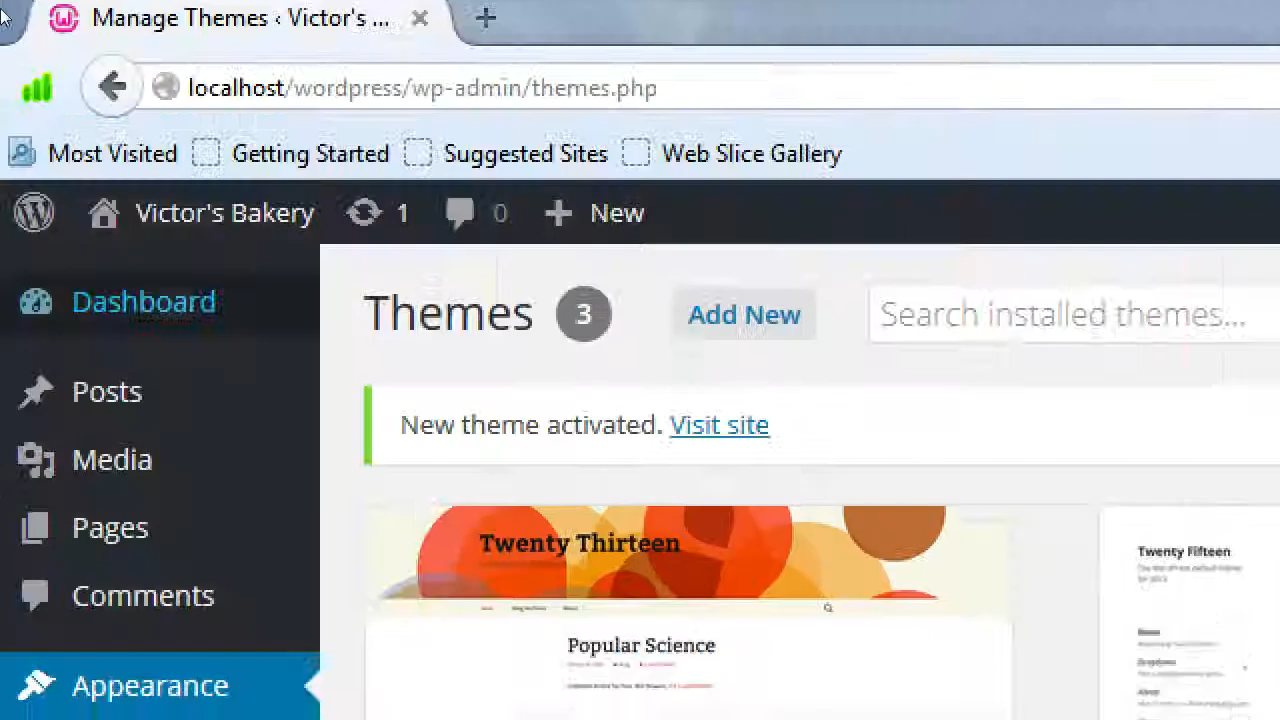 Manage Themes ‹ Victor's ...
localhost/wordpress/wp-admin/themes.php
Most Visited Getting Started Suggested Sites Web Slice Gallery
Victor's Bakery 1 0 New
Dashboard
Themes 3 Add New Search installed themes...
Posts
New theme activated. Visit site
Media
Pages
Twenty Thirteen
Twenty Fifteen
Comments
Popular Science
Appearance